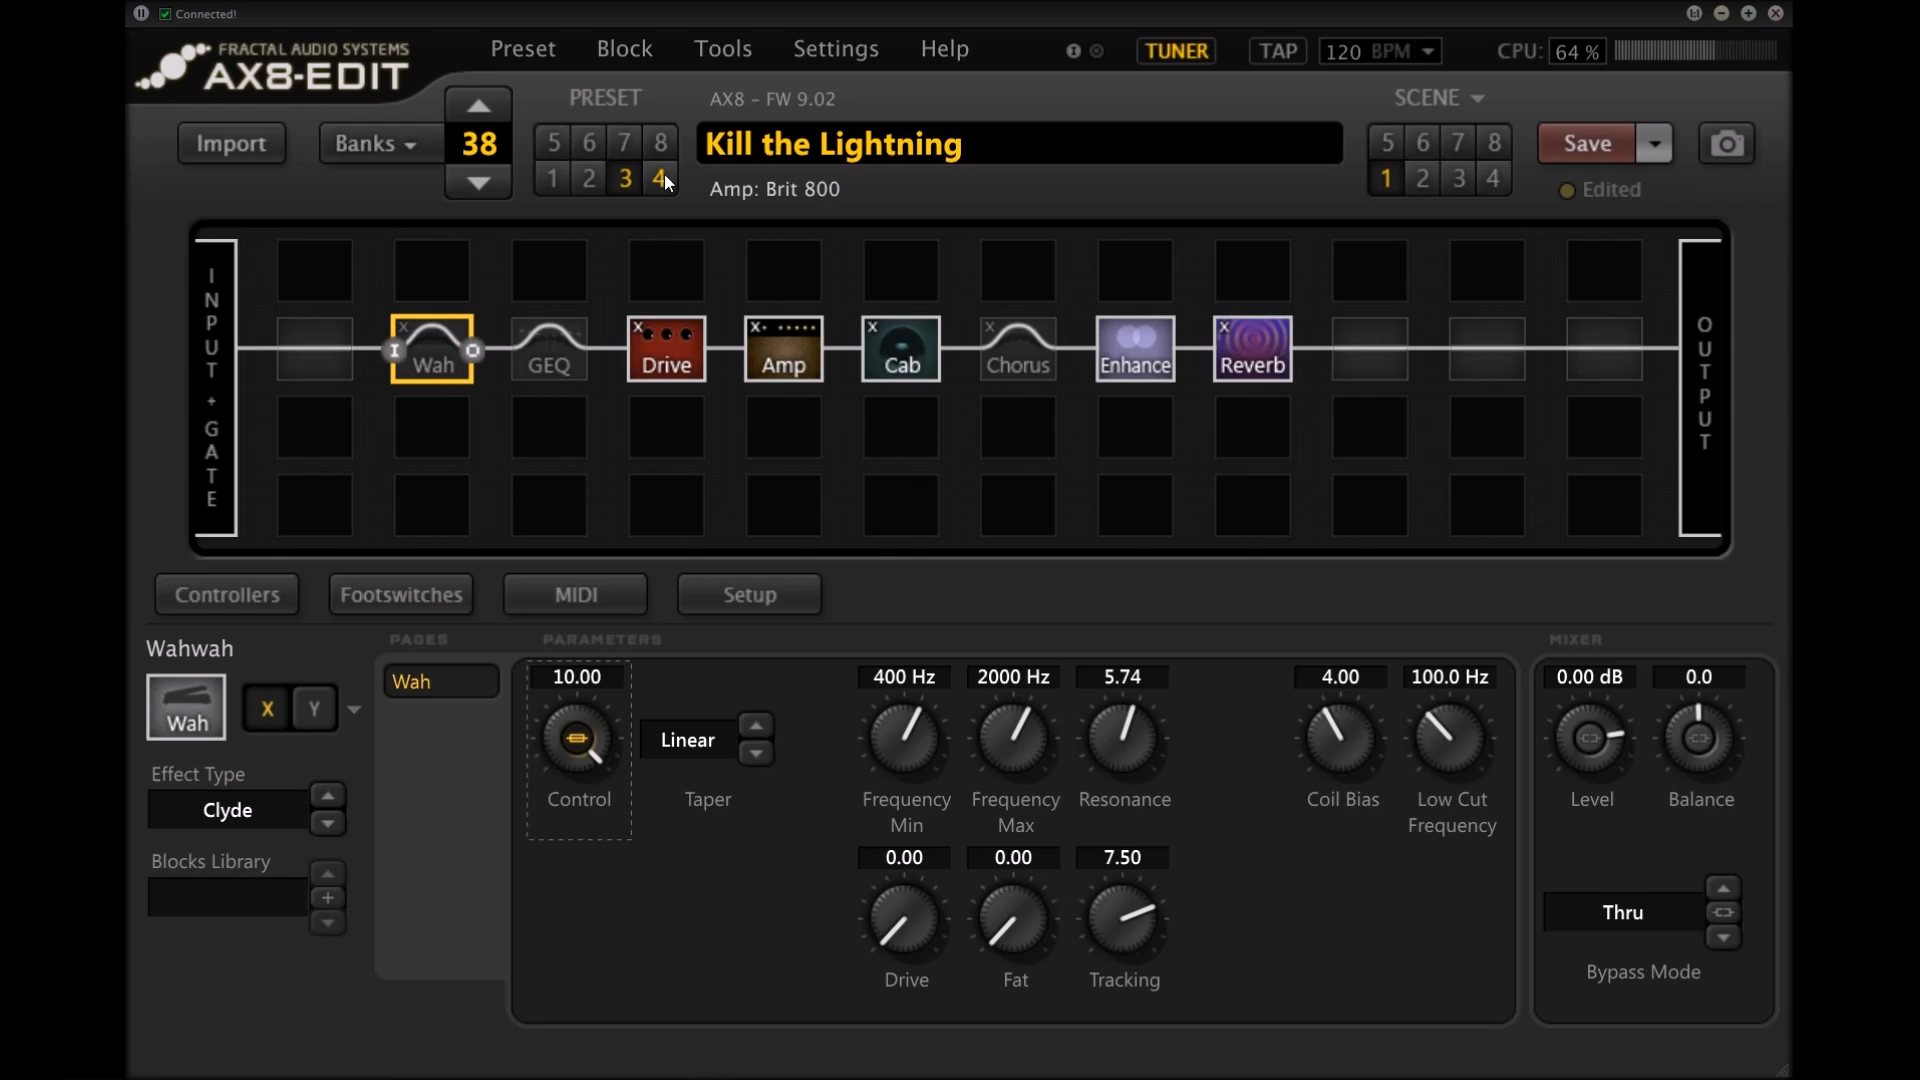 Connected!
FRACTAL AUDIO SYSTEMS
AX8-EDIT
Preset Block Tools Settings Help
TUNER TAP 120 BPM CPU: 64 %
PRESET
AX8 - FW 9.02
SCENE
Import Banks 38
5 6 7 8
1 2 3 4
Kill the Lightning
Amp: Brit 800
5 6 7 8
1 2 3 4
Save
Edited
INPUT + GATE
I X Wah O
GEQ
X Drive
X Amp
X Cab
X Chorus
Enhance
X Reverb
OUTPUT
Controllers Footswitches MIDI Setup
Wahwah
Wah
X Y
Effect Type
Clyde
Blocks Library
+
PAGES
Wah
PARAMETERS
10.00
Control
Linear
Taper
400 Hz 2000 Hz 5.74 4.00 100.0 Hz
Frequency Min
Frequency Max
Resonance
Coil Bias
Low Cut Frequency
0.00 0.00 7.50
Drive Fat Tracking
MIXER
0.00 dB 0.0
Level Balance
Thru
Bypass Mode